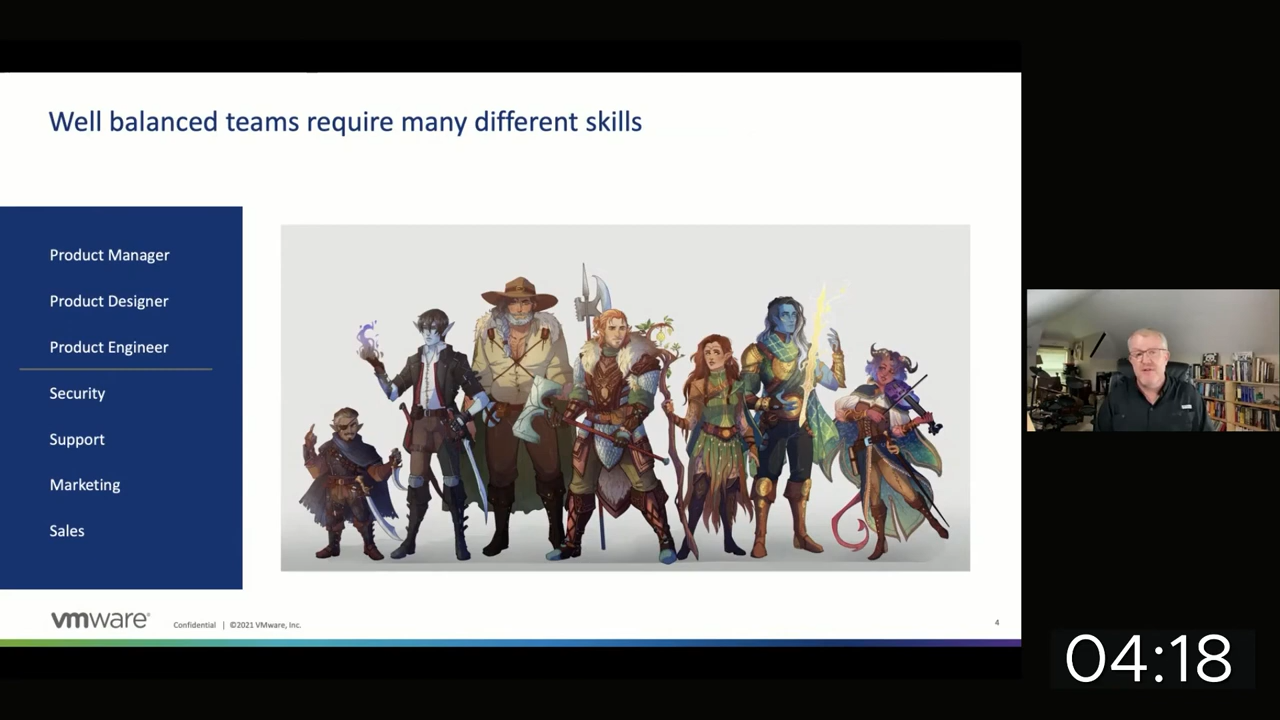 Well balanced teams require many different skills
Product Manager
Product Designer
Product Engineer
Security
Support
Marketing
Sales
vmware®
Confidential | ©2021 VMware, Inc.
4
04:18